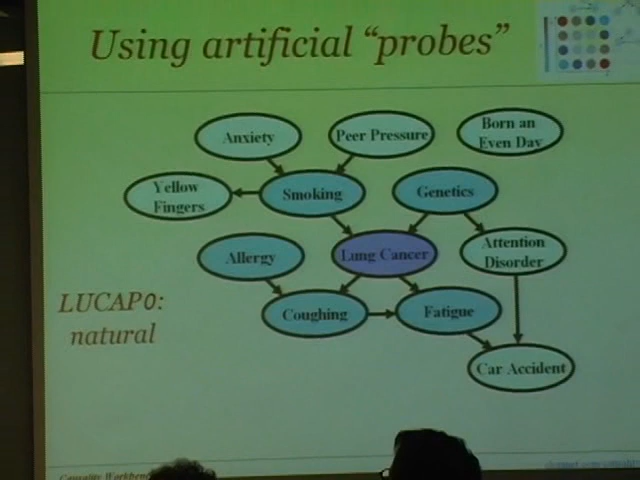 Using artificial “probes”
Anxiety
Peer Pressure
Born an
Even Day
Yellow
Fingers
Smoking
Genetics
Allergy
Lung Cancer
Attention
Disorder
LUCAP0:
natural
Coughing
Fatigue
Car Accident
Causality